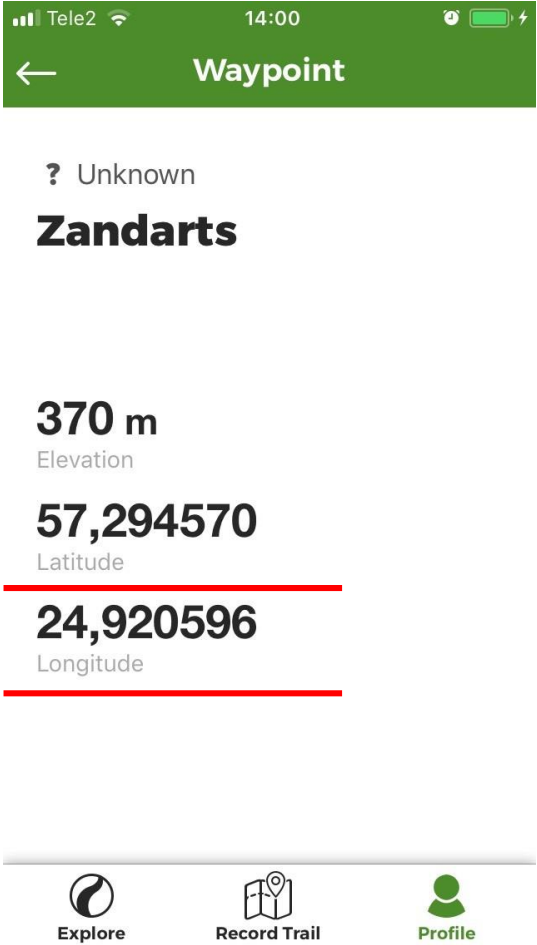 Tele2 14:00
Waypoint
? Unknown
Zandarts
370 m
Elevation
57,294570
Latitude
24,920596
Longitude
Explore Record Trail Profile